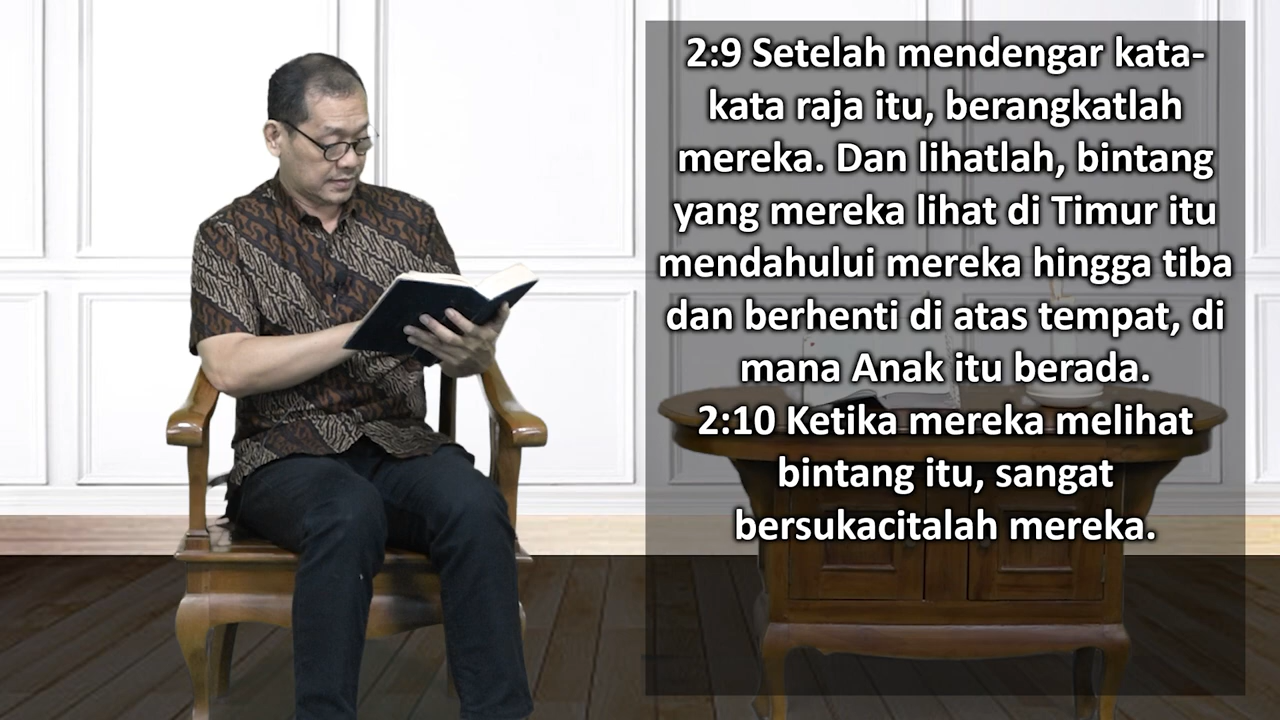 2:9 Setelah mendengar kata-
kata raja itu, berangkatlah
mereka. Dan lihatlah, bintang
yang mereka lihat di Timur itu
mendahului mereka hingga tiba
dan berhenti di atas tempat, di
mana Anak itu berada.
2:10 Ketika mereka melihat
bintang itu, sangat
bersukacitalah mereka.